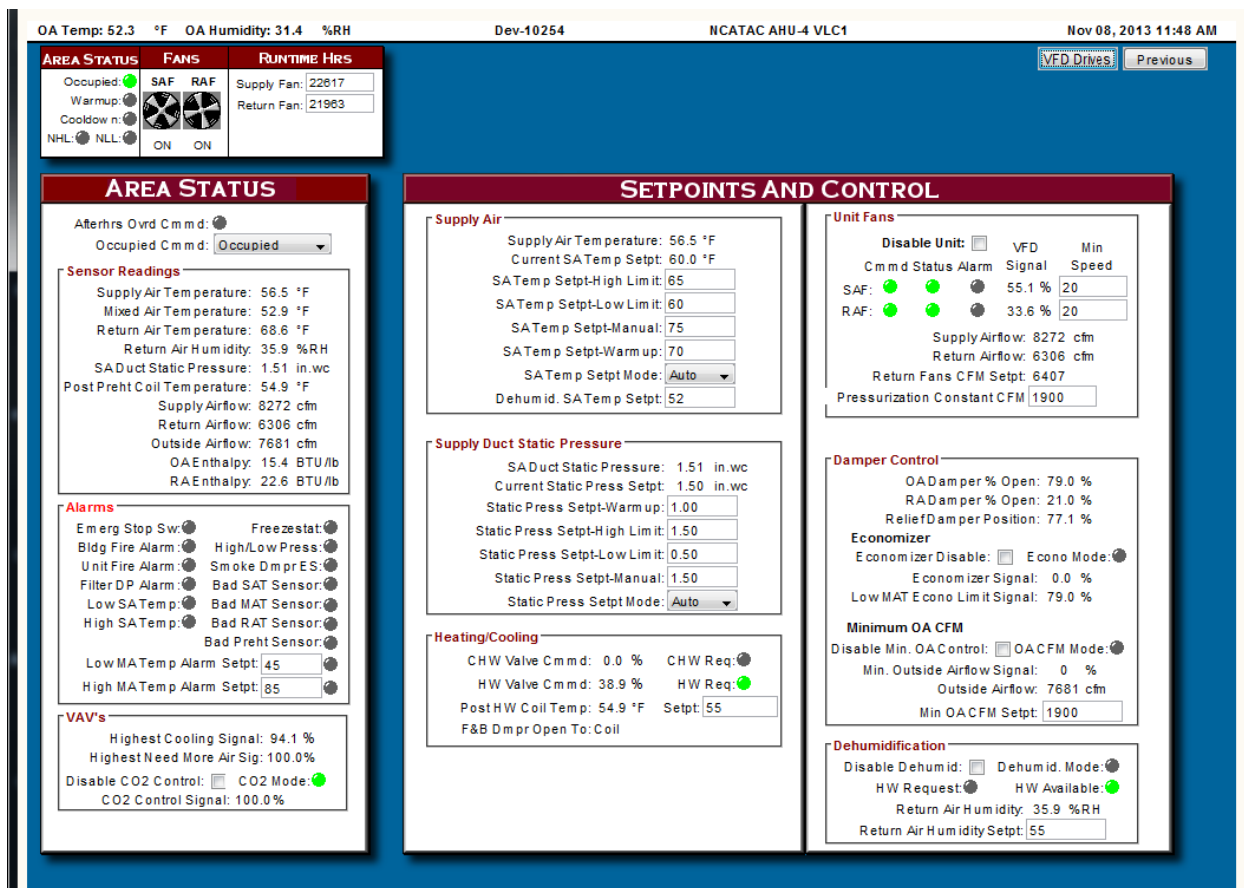 OA Temp: 52.3 °F OA Humidity: 31.4 %RH Dev-10254 NCATAC AHU-4 VLC1 Nov 08, 2013 11:48 AM
AREA STATUS FANS RUNTIME HRS
VFD Drives Previous
Occupied: SAF RAF Supply Fan: 22617
Warmup: Return Fan: 21963
Cooldown:
NHL: NLL: ON ON
AREA STATUS
Afterhrs Ovrd Cmmd:
Occupied Cmmd: Occupied
Sensor Readings
Supply Air Temperature: 56.5 °F
Mixed Air Temperature: 52.9 °F
Return Air Temperature: 68.6 °F
Return Air Humidity: 35.9 %RH
SA Duct Static Pressure: 1.51 in.wc
Post Preht Coil Temperature: 54.9 °F
Supply Airflow: 8272 cfm
Return Airflow: 6306 cfm
Outside Airflow: 7681 cfm
OA Enthalpy: 15.4 BTU/lb
RA Enthalpy: 22.6 BTU/lb
Alarms
Emerg Stop Sw: Freezestat:
Bldg Fire Alarm: High/Low Press:
Unit Fire Alarm: Smoke Dmpr ES:
Filter DP Alarm: Bad SAT Sensor:
Low SA Temp: Bad MAT Sensor:
High SA Temp: Bad RAT Sensor:
Bad Preht Sensor:
Low MA Temp Alarm Setpt: 45
High MA Temp Alarm Setpt: 85
VAV's
Highest Cooling Signal: 94.1 %
Highest Need More Air Sig: 100.0%
Disable CO2 Control: CO2 Mode:
CO2 Control Signal: 100.0%
SETPOINTS AND CONTROL
Supply Air
Supply Air Temperature: 56.5 °F
Current SA Temp Setpt: 60.0 °F
SA Temp Setpt-High Limit: 65
SA Temp Setpt-Low Limit: 60
SA Temp Setpt-Manual: 75
SA Temp Setpt-Warmup: 70
SA Temp Setpt Mode: Auto
Dehumid. SA Temp Setpt: 52
Supply Duct Static Pressure
SA Duct Static Pressure: 1.51 in.wc
Current Static Press Setpt: 1.50 in.wc
Static Press Setpt-Warmup: 1.00
Static Press Setpt-High Limit: 1.50
Static Press Setpt-Low Limit: 0.50
Static Press Setpt-Manual: 1.50
Static Press Setpt Mode: Auto
Heating/Cooling
CHW Valve Cmmd: 0.0 % CHW Req:
HW Valve Cmmd: 38.9 % HW Req:
Post HW Coil Temp: 54.9 °F Setpt: 55
F&B Dmpr Open To: Coil
Unit Fans
Disable Unit: VFD Min
Cmmd Status Alarm Signal Speed
SAF: 55.1 % 20
RAF: 33.6 % 20
Supply Airflow: 8272 cfm
Return Airflow: 6306 cfm
Return Fans CFM Setpt: 6407
Pressurization Constant CFM 1900
Damper Control
OA Damper % Open: 79.0 %
RA Damper % Open: 21.0 %
Relief Damper Position: 77.1 %
Economizer
Economizer Disable: Econo Mode:
Economizer Signal: 0.0 %
Low MAT Econo Limit Signal: 79.0 %
Minimum OA CFM
Disable Min. OA Control: OA CFM Mode:
Min. Outside Airflow Signal: 0 %
Outside Airflow: 7681 cfm
Min OA CFM Setpt: 1900
Dehumidification
Disable Dehumid: Dehumid. Mode:
HW Request: HW Available:
Return Air Humidity: 35.9 %RH
Return Air Humidity Setpt: 55